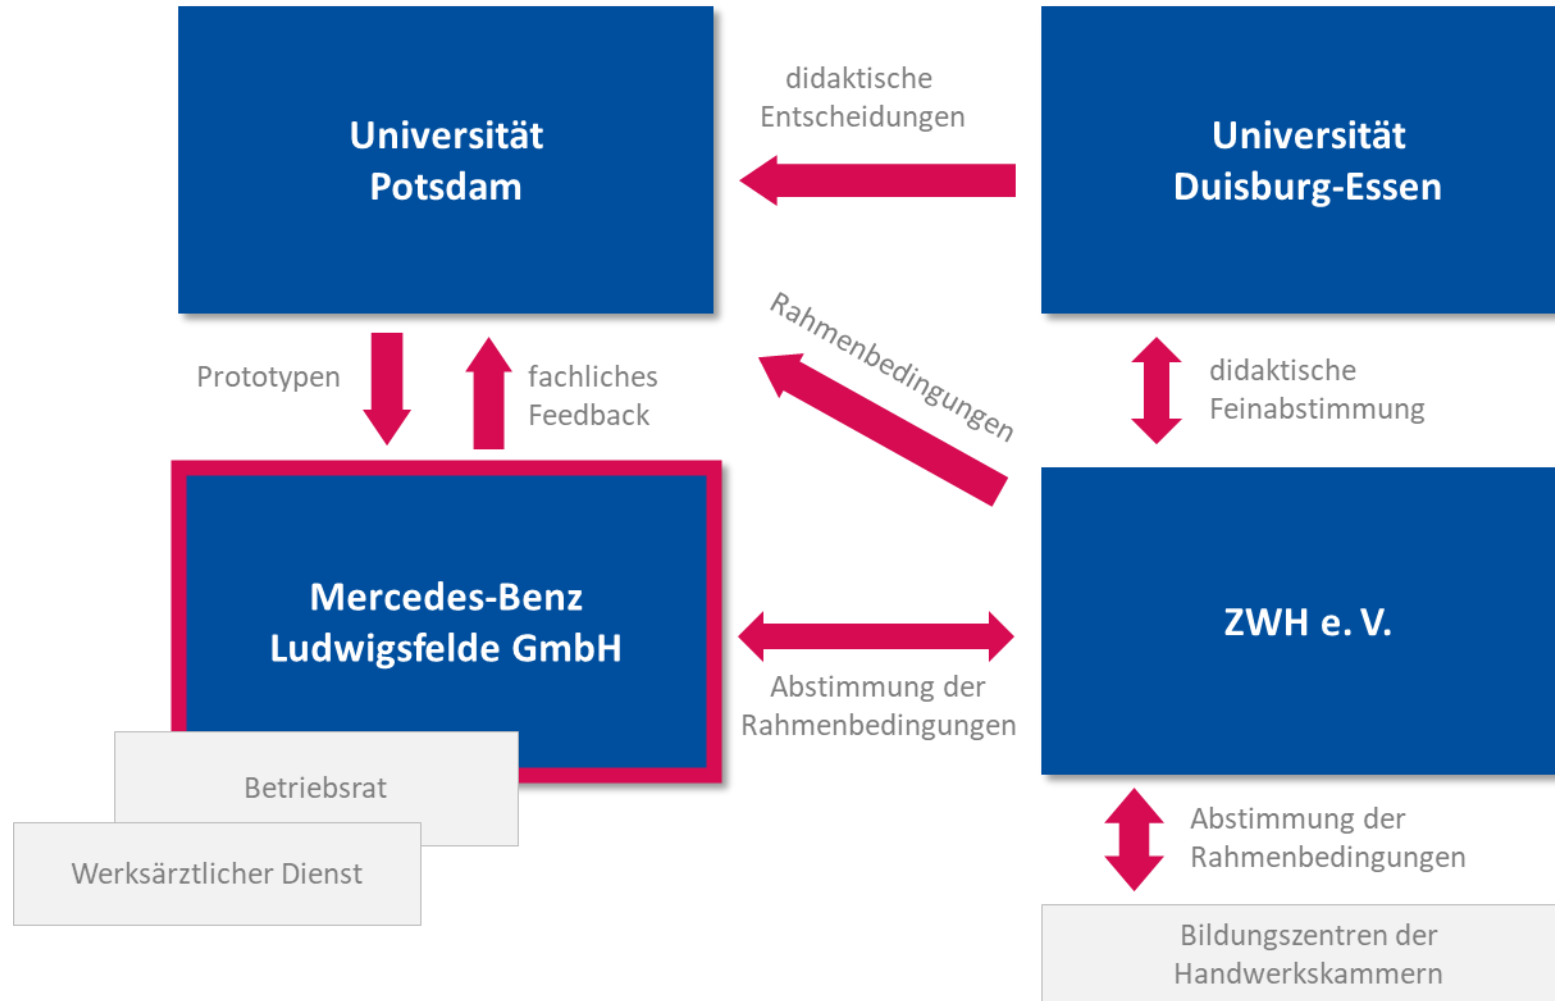 Universität
Potsdam
didaktische
Entscheidungen
Universität
Duisburg-Essen
Prototypen
fachliches
Feedback
Rahmenbedingungen
didaktische
Feinabstimmung
Mercedes-Benz
Ludwigsfelde GmbH
Abstimmung der
Rahmenbedingungen
ZWH e. V.
Betriebsrat
Werksärztlicher Dienst
Abstimmung der
Rahmenbedingungen
Bildungszentren der
Handwerkskammern